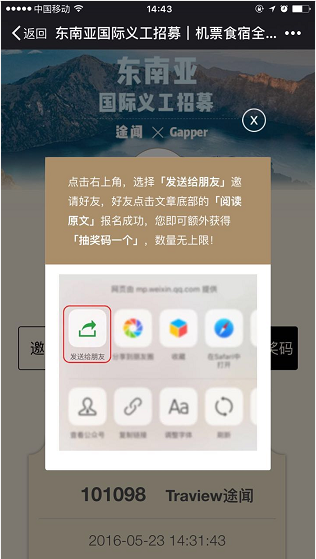 中国移动 14:43
返回 东南亚国际义工招募｜机票食宿全...
东南亚
国际义工招募
途闻 × Gapper
X
点击右上角，选择「发送给朋友」邀
请好友，好友点击文章底部的「阅读
原文」报名成功，您即可额外获得
「抽奖码一个」，数量无上限！
网页由 mp.weixin.qq.com 提供
发送给朋友 分享到朋友圈 收藏 在Safari中
打开
邀 奖码
Aa
查看公众号 复制链接 调整字体 刷新
101098 Traview途闻
2016-05-23 14:31:43